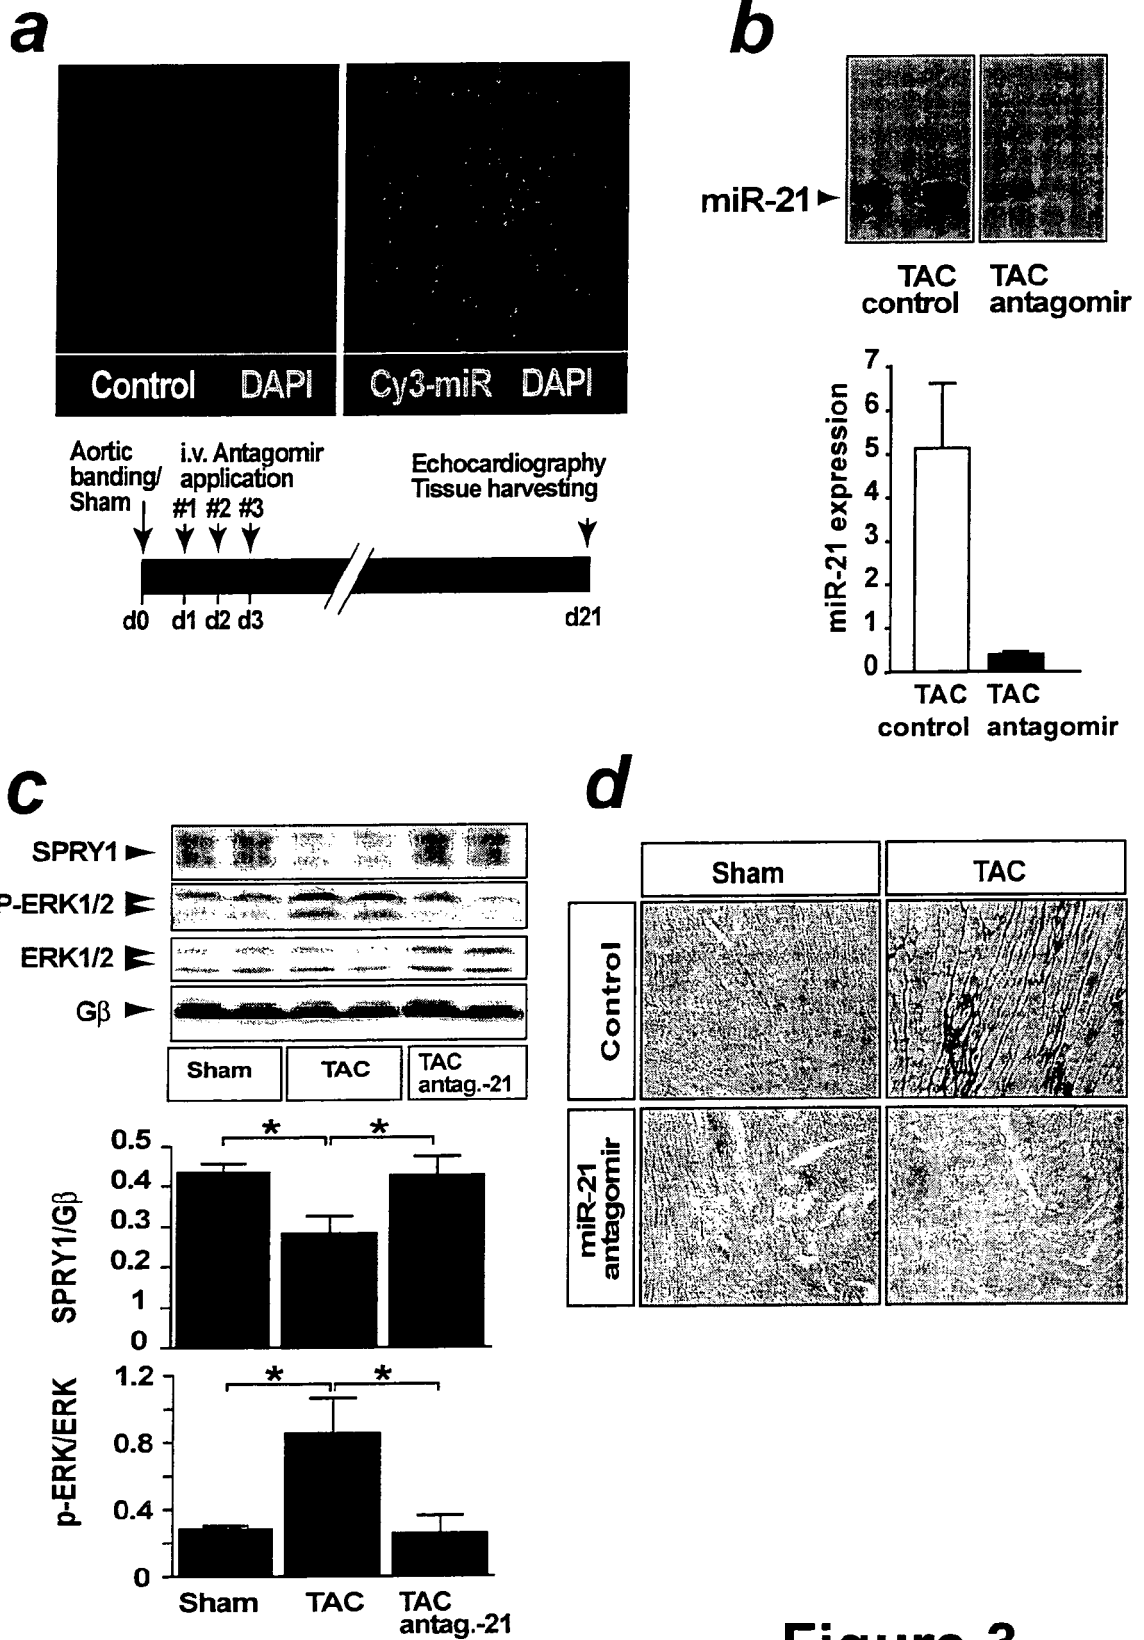 a
Control DAPI
Cy3-miR DAPI
Aortic
banding/
Sham
i.v. Antagomir
application
#1 #2 #3
Echocardiography
Tissue harvesting
d0 d1 d2 d3 d21
b
miR-21
TAC
control
TAC
antagomir
miR-21 expression
7
6
5
4
3
2
1
0
TAC
control
TAC
antagomir
c
SPRY1
P-ERK1/2
ERK1/2
Gβ
Sham
TAC
TAC
antag.-21
SPRY1/Gβ
0.5
0.4
0.3
0.2
1
0
* *
p-ERK/ERK
1.2
0.8
0.4
0
* *
Sham
TAC
TAC
antag.-21
d
Sham
TAC
Control
miR-21
antagomir
Figure 3